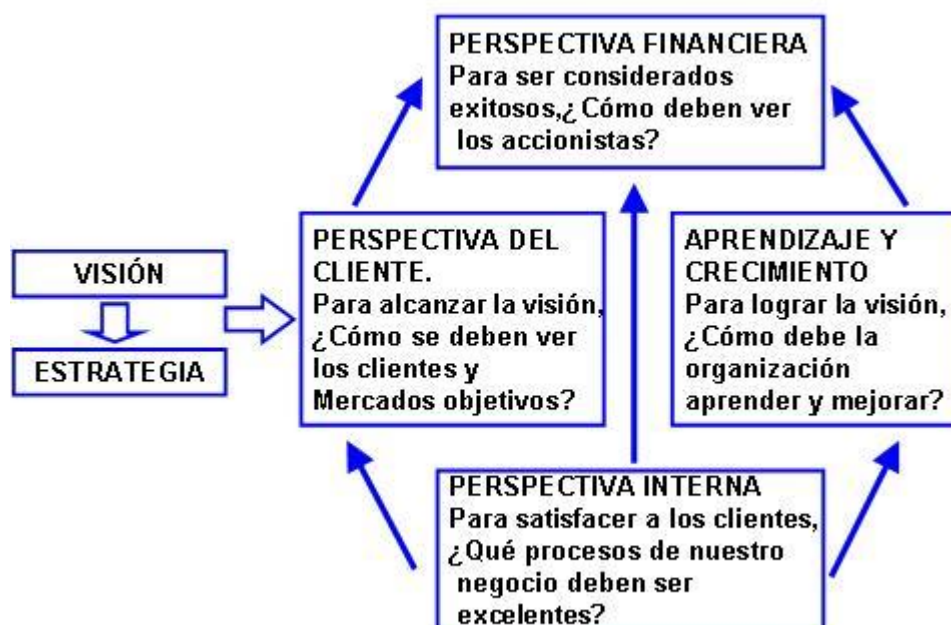 PERSPECTIVA FINANCIERA
Para ser considerados
exitosos,¿Cómo deben ver
los accionistas?
VISIÓN
ESTRATEGIA
PERSPECTIVA DEL
CLIENTE.
Para alcanzar la visión,
¿Cómo se deben ver
los clientes y
Mercados objetivos?
APRENDIZAJE Y
CRECIMIENTO
Para lograr la visión,
¿Cómo debe la
organización
aprender y mejorar?
PERSPECTIVA INTERNA
Para satisfacer a los clientes,
¿Qué procesos de nuestro
negocio deben ser
excelentes?